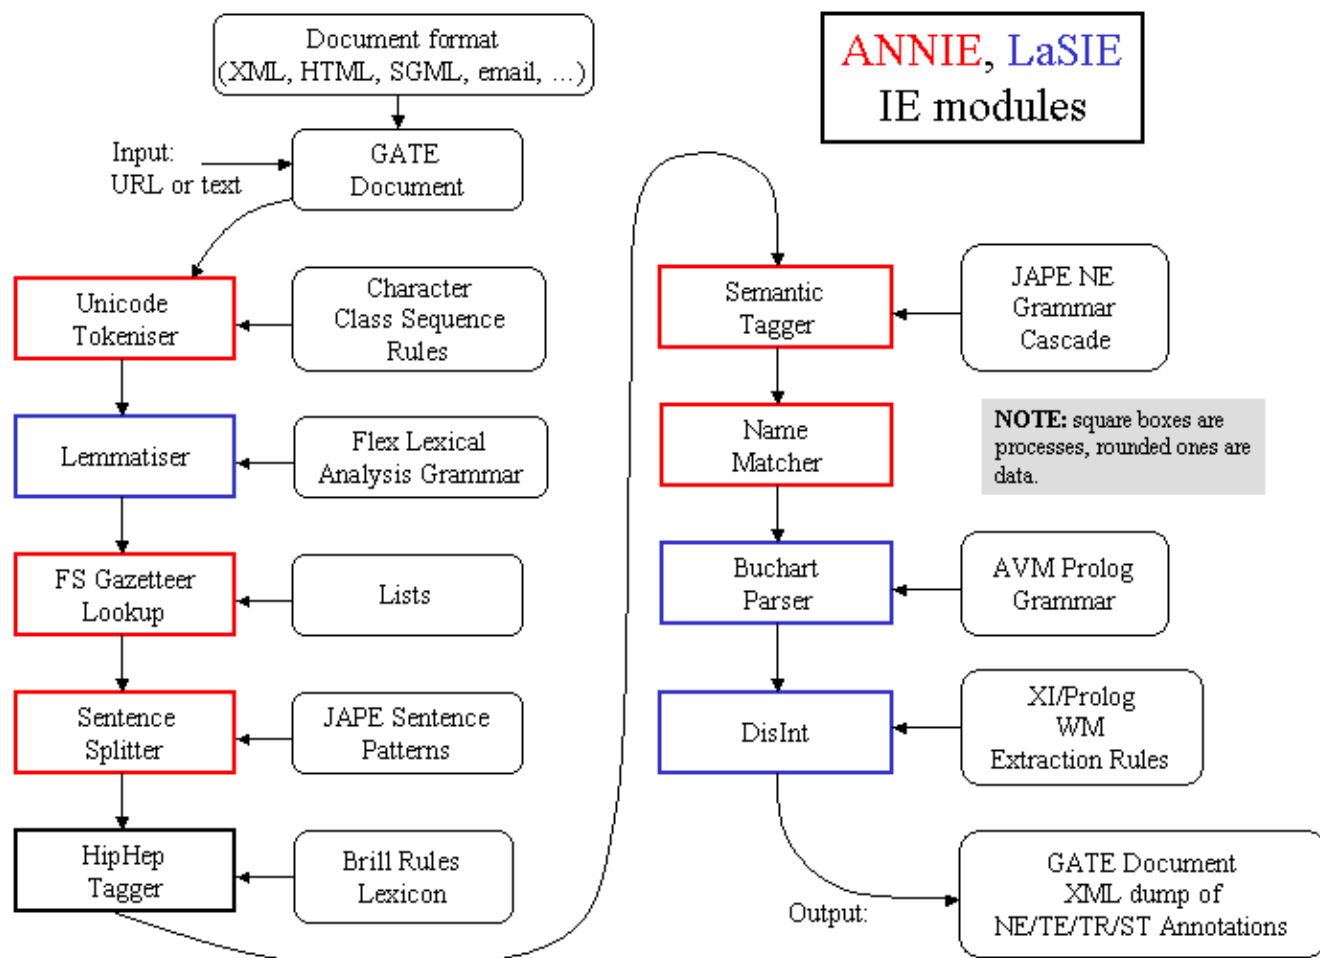 Document format
(XML, HTML, SGML, email, ...)
ANNIE, LaSIE
IE modules
Input:
URL or text
GATE
Document
Unicode
Tokeniser
Character
Class Sequence
Rules
Lemmatiser
Flex Lexical
Analysis Grammar
FS Gazetteer
Lookup
Lists
Sentence
Splitter
JAPE Sentence
Patterns
HipHep
Tagger
Brill Rules
Lexicon
Semantic
Tagger
JAPE NE
Grammar
Cascade
Name
Matcher
NOTE: square boxes are
processes, rounded ones are
data.
Buchart
Parser
AVM Prolog
Grammar
DisInt
XI/Prolog
WM
Extraction Rules
Output:
GATE Document
XML dump of
NE/TE/TR/ST Annotations